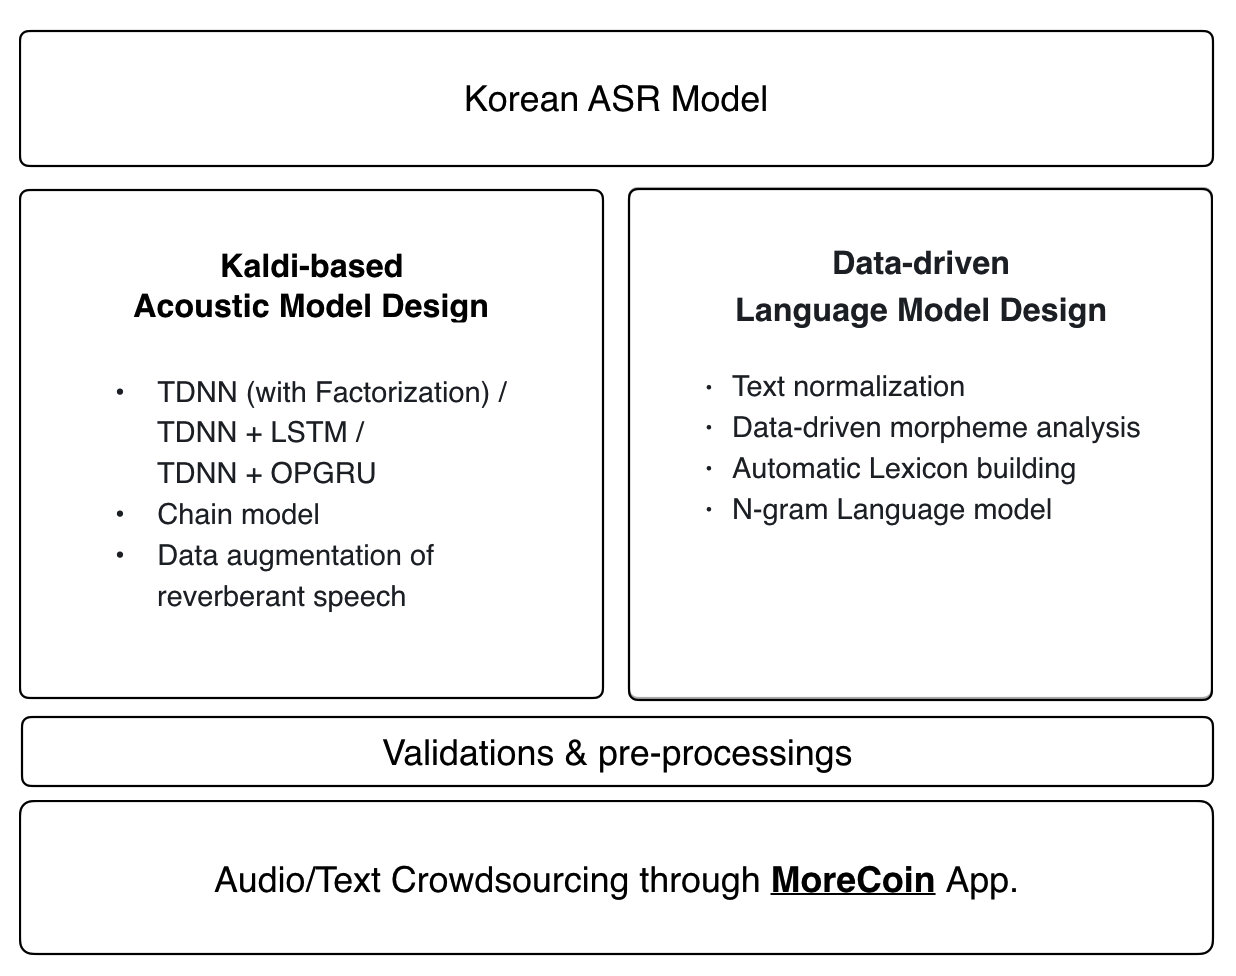 Korean ASR Model
Kaldi-based
Acoustic Model Design
• TDNN (with Factorization) /
TDNN + LSTM /
TDNN + OPGRU
• Chain model
• Data augmentation of
reverberant speech
Data-driven
Language Model Design
· Text normalization
· Data-driven morpheme analysis
· Automatic Lexicon building
· N-gram Language model
Validations & pre-processings
Audio/Text Crowdsourcing through MoreCoin App.